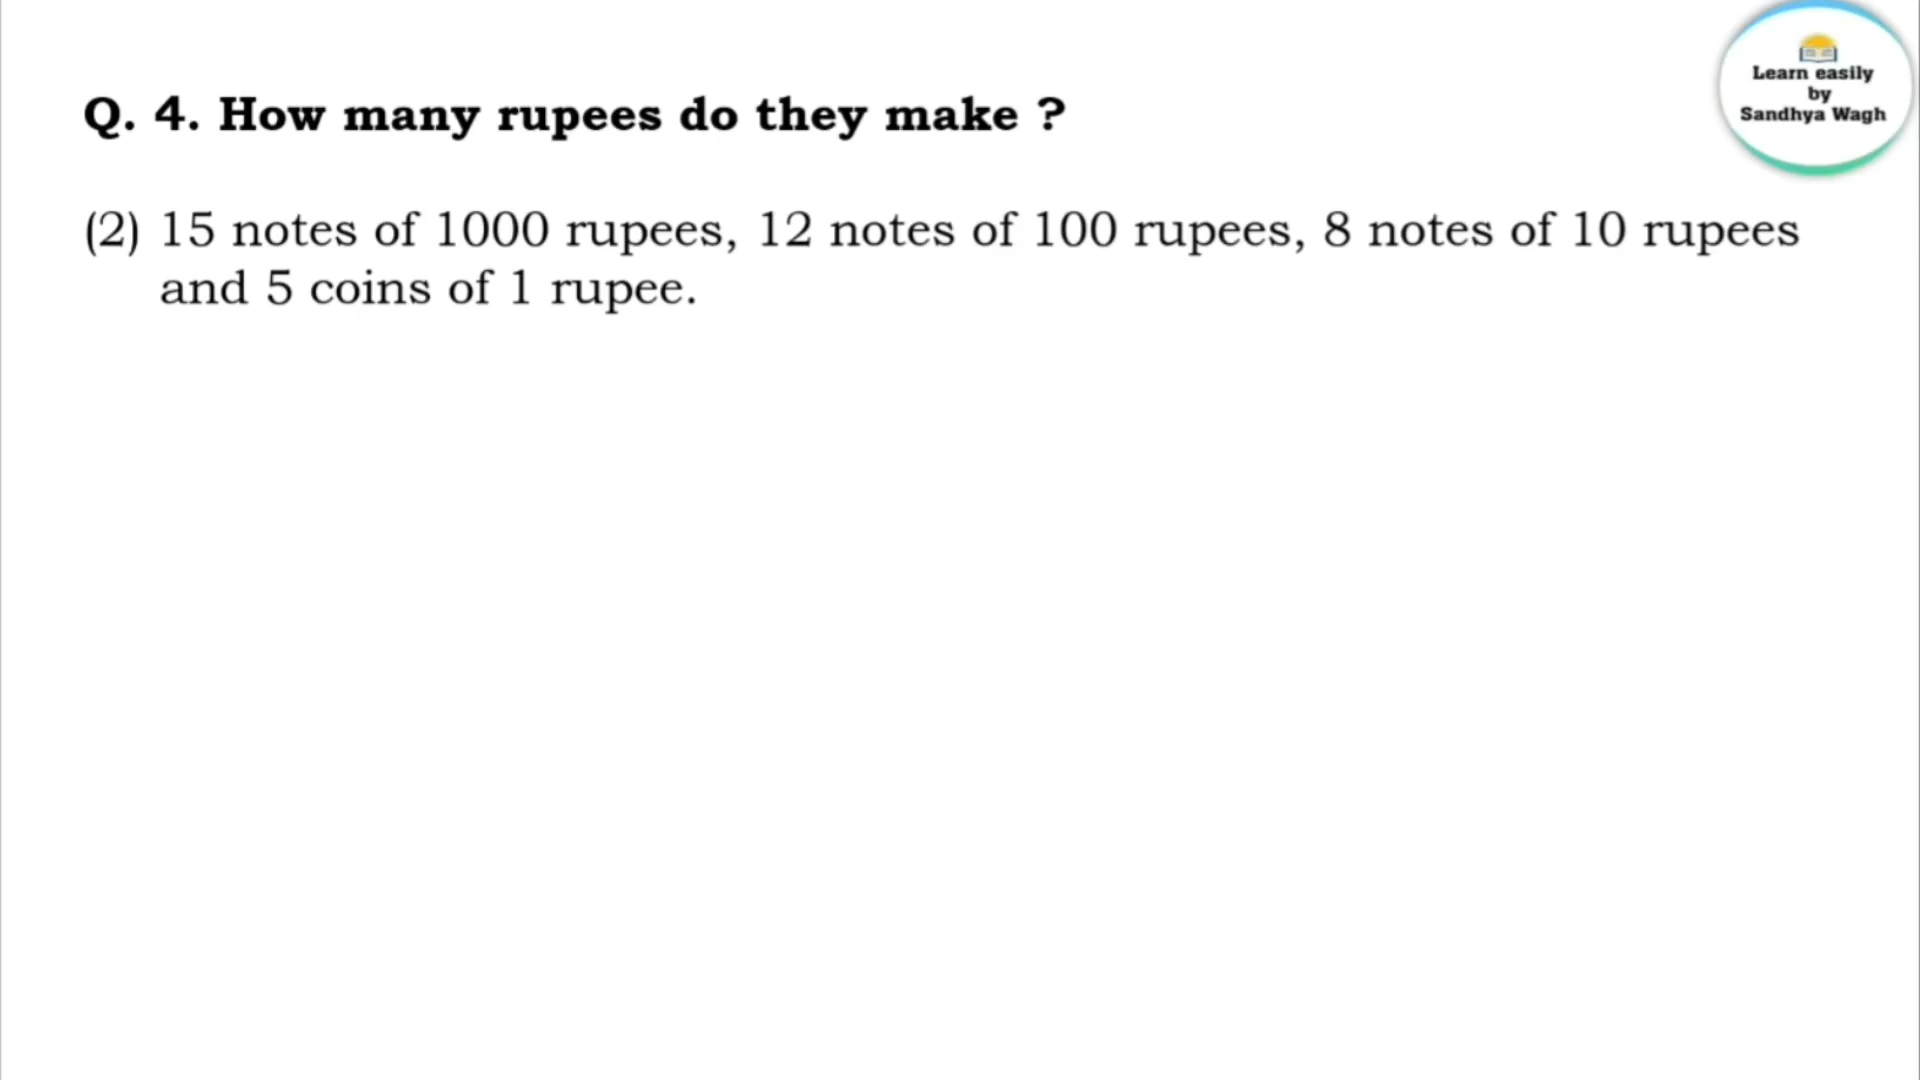 Learn easily
by
Sandhya Wagh
Q. 4. How many rupees do they make ?
(2) 15 notes of 1000 rupees, 12 notes of 100 rupees, 8 notes of 10 rupees
and 5 coins of 1 rupee.